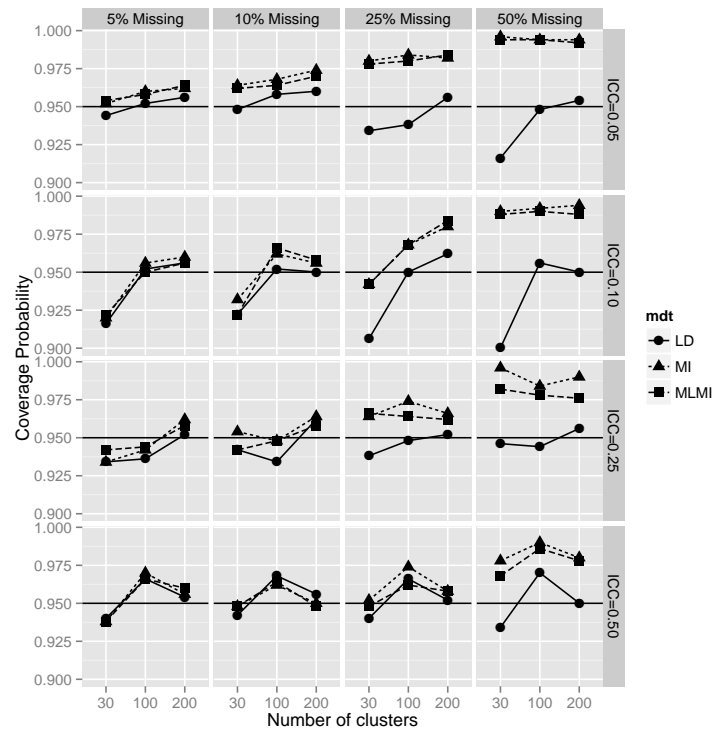 5% Missing 10% Missing 25% Missing 50% Missing
1.000
0.975
0.950
0.925
0.900
ICC=0.05
1.000
0.975
0.950
0.925
0.900
ICC=0.10
1.000
0.975
0.950
0.925
0.900
ICC=0.25
1.000
0.975
0.950
0.925
0.900
ICC=0.50
Coverage Probability
30 100 200 30 100 200 30 100 200 30 100 200
Number of clusters
mdt
LD
MI
MLMI